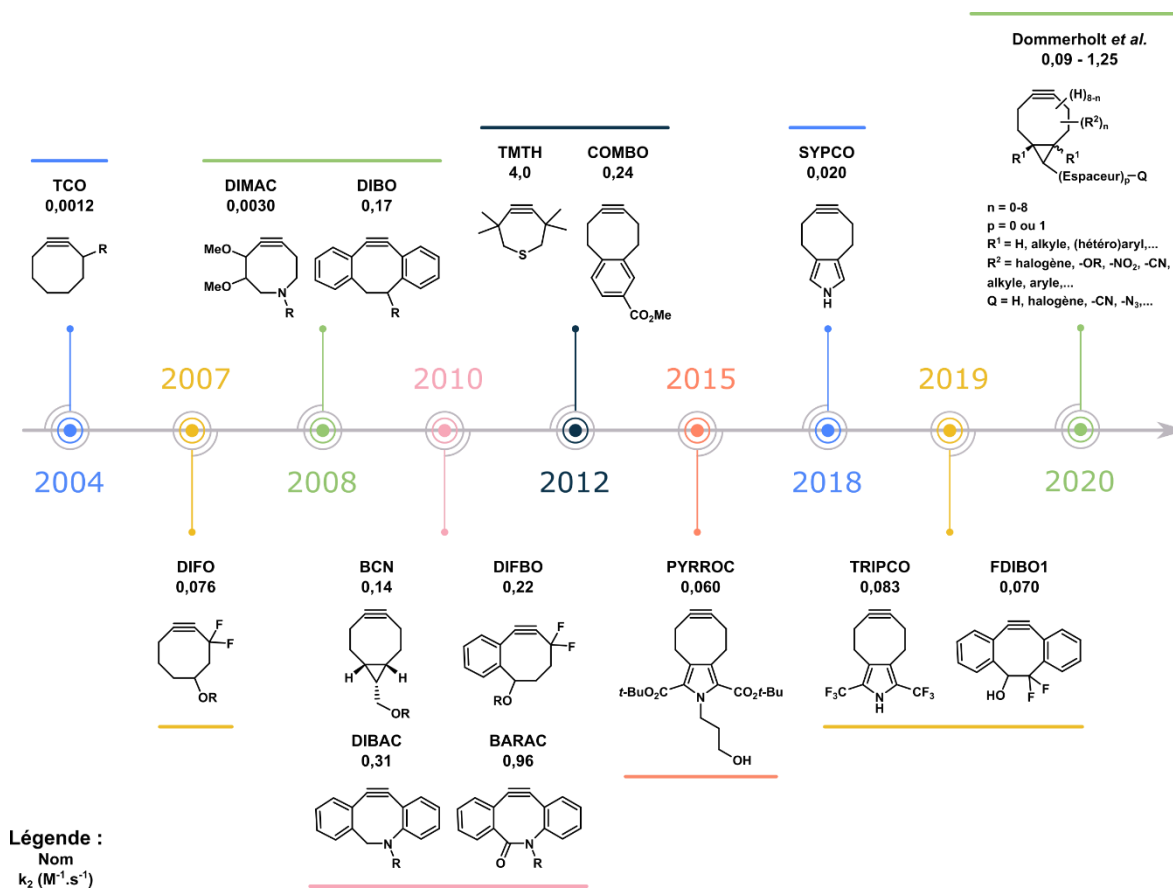 Dommerholt et al.
0,09 - 1,25
(H)8-n
(R²)n
R¹ R¹
(Espaceur)p-Q
n = 0-8
p = 0 ou 1
R¹ = H, alkyle, (hétéro)aryl,...
R² = halogène, -OR, -NO₂, -CN,
alkyle, aryle,...
Q = H, halogène, -CN, -N₃,...
TCO
0,0012
R
DIMAC
0,0030
MeO
MeO
N
R
DIBO
0,17
R
TMTH
4,0
S
COMBO
0,24
CO₂Me
SYPCO
0,020
N
H
2007
2010
2015
2019
2004
2008
2012
2018
2020
DIFO
0,076
F
F
OR
BCN
0,14
H H
OR
DIFBO
0,22
F
F
RO
DIBAC
0,31
N
R
BARAC
0,96
N
O R
PYRROC
0,060
t-BuO₂C CO₂t-Bu
N
OH
TRIPCO
0,083
F₃C CF₃
N
H
FDIBO1
0,070
HO F
F
Légende :
Nom
k₂ (M⁻¹.s⁻¹)